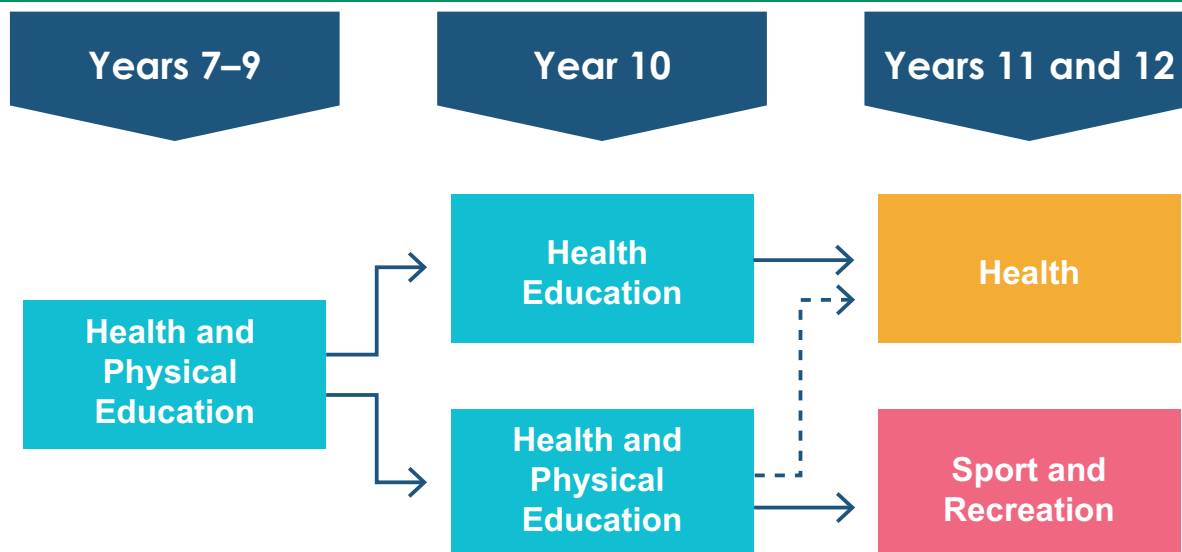 Years 7–9
Year 10
Years 11 and 12
Health and
Physical
Education
Health
Education
Health and
Physical
Education
Health
Sport and
Recreation